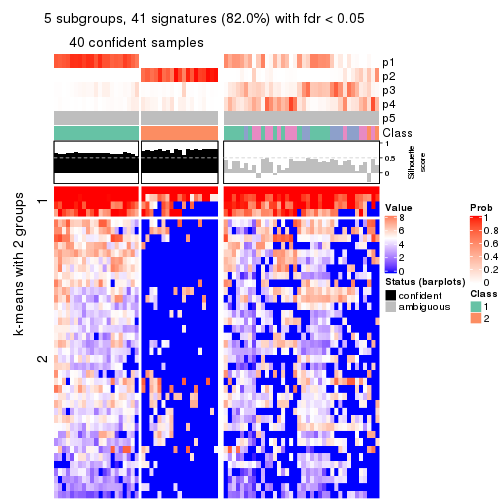 5 subgroups, 41 signatures (82.0%) with fdr < 0.05
40 confident samples
p1
p2
p3
p4
p5
Class
1
0.5
0
Silhouette
score
k-means with 2 groups
1
2
Value
8
6
4
2
0
Prob
1
0.8
0.6
0.4
0.2
0
Status (barplots)
confident
ambiguous
Class
1
2